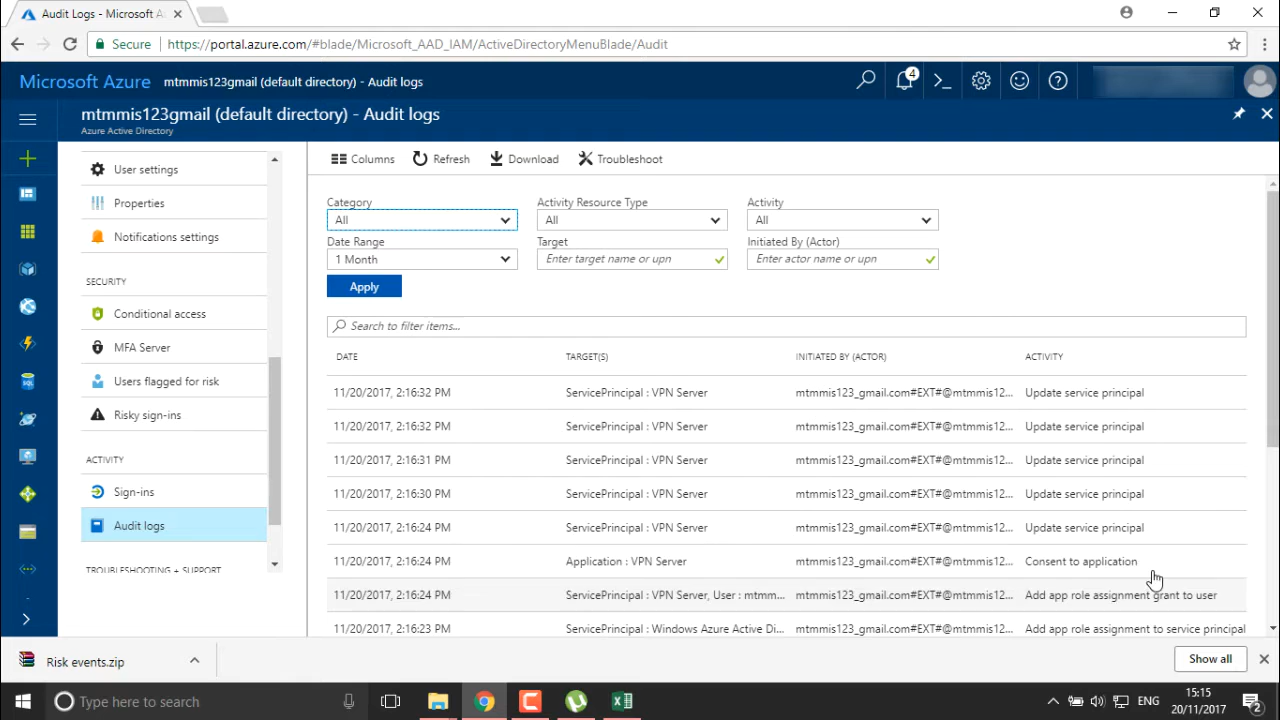 Audit Logs - Microsoft A
Secure https://portal.azure.com/#blade/Microsoft_AAD_IAM/ActiveDirectoryMenuBlade/Audit
Microsoft Azure mtmmis123gmail (default directory) - Audit logs 4
mtmmis123gmail (default directory) - Audit logs
Azure Active Directory
User settings
Properties
Notifications settings
SECURITY
Conditional access
MFA Server
Users flagged for risk
Risky sign-ins
ACTIVITY
Sign-ins
Audit logs
TROUBLESHOOTING + SUPPORT
Columns Refresh Download Troubleshoot
Category Activity Resource Type Activity
All All All
Date Range Target Initiated By (Actor)
1 Month Enter target name or upn Enter actor name or upn
Apply
Search to filter items...
DATE TARGET(S) INITIATED BY (ACTOR) ACTIVITY
11/20/2017, 2:16:32 PM ServicePrincipal : VPN Server mtmmis123_gmail.com#EXT#@mtmmis12... Update service principal
11/20/2017, 2:16:32 PM ServicePrincipal : VPN Server mtmmis123_gmail.com#EXT#@mtmmis12... Update service principal
11/20/2017, 2:16:31 PM ServicePrincipal : VPN Server mtmmis123_gmail.com#EXT#@mtmmis12... Update service principal
11/20/2017, 2:16:30 PM ServicePrincipal : VPN Server mtmmis123_gmail.com#EXT#@mtmmis12... Update service principal
11/20/2017, 2:16:24 PM ServicePrincipal : VPN Server mtmmis123_gmail.com#EXT#@mtmmis12... Update service principal
11/20/2017, 2:16:24 PM Application : VPN Server mtmmis123_gmail.com#EXT#@mtmmis12... Consent to application
11/20/2017, 2:16:24 PM ServicePrincipal : VPN Server, User : mtmm... mtmmis123_gmail.com#EXT#@mtmmis12... Add app role assignment grant to user
11/20/2017, 2:16:23 PM ServicePrincipal : Windows Azure Active Di... mtmmis123_gmail.com#EXT#@mtmmis12... Add app role assignment to service principal
Risk events.zip Show all
Type here to search ENG 15:15
20/11/2017 2